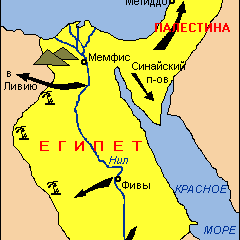 Мегиддо
ПАЛЕСТИНА
Мемфис
в
Ливию
Синайский
п-ов
ЕГИПЕТ
Нил
Фивы
КРАСНОЕ
МОРЕ